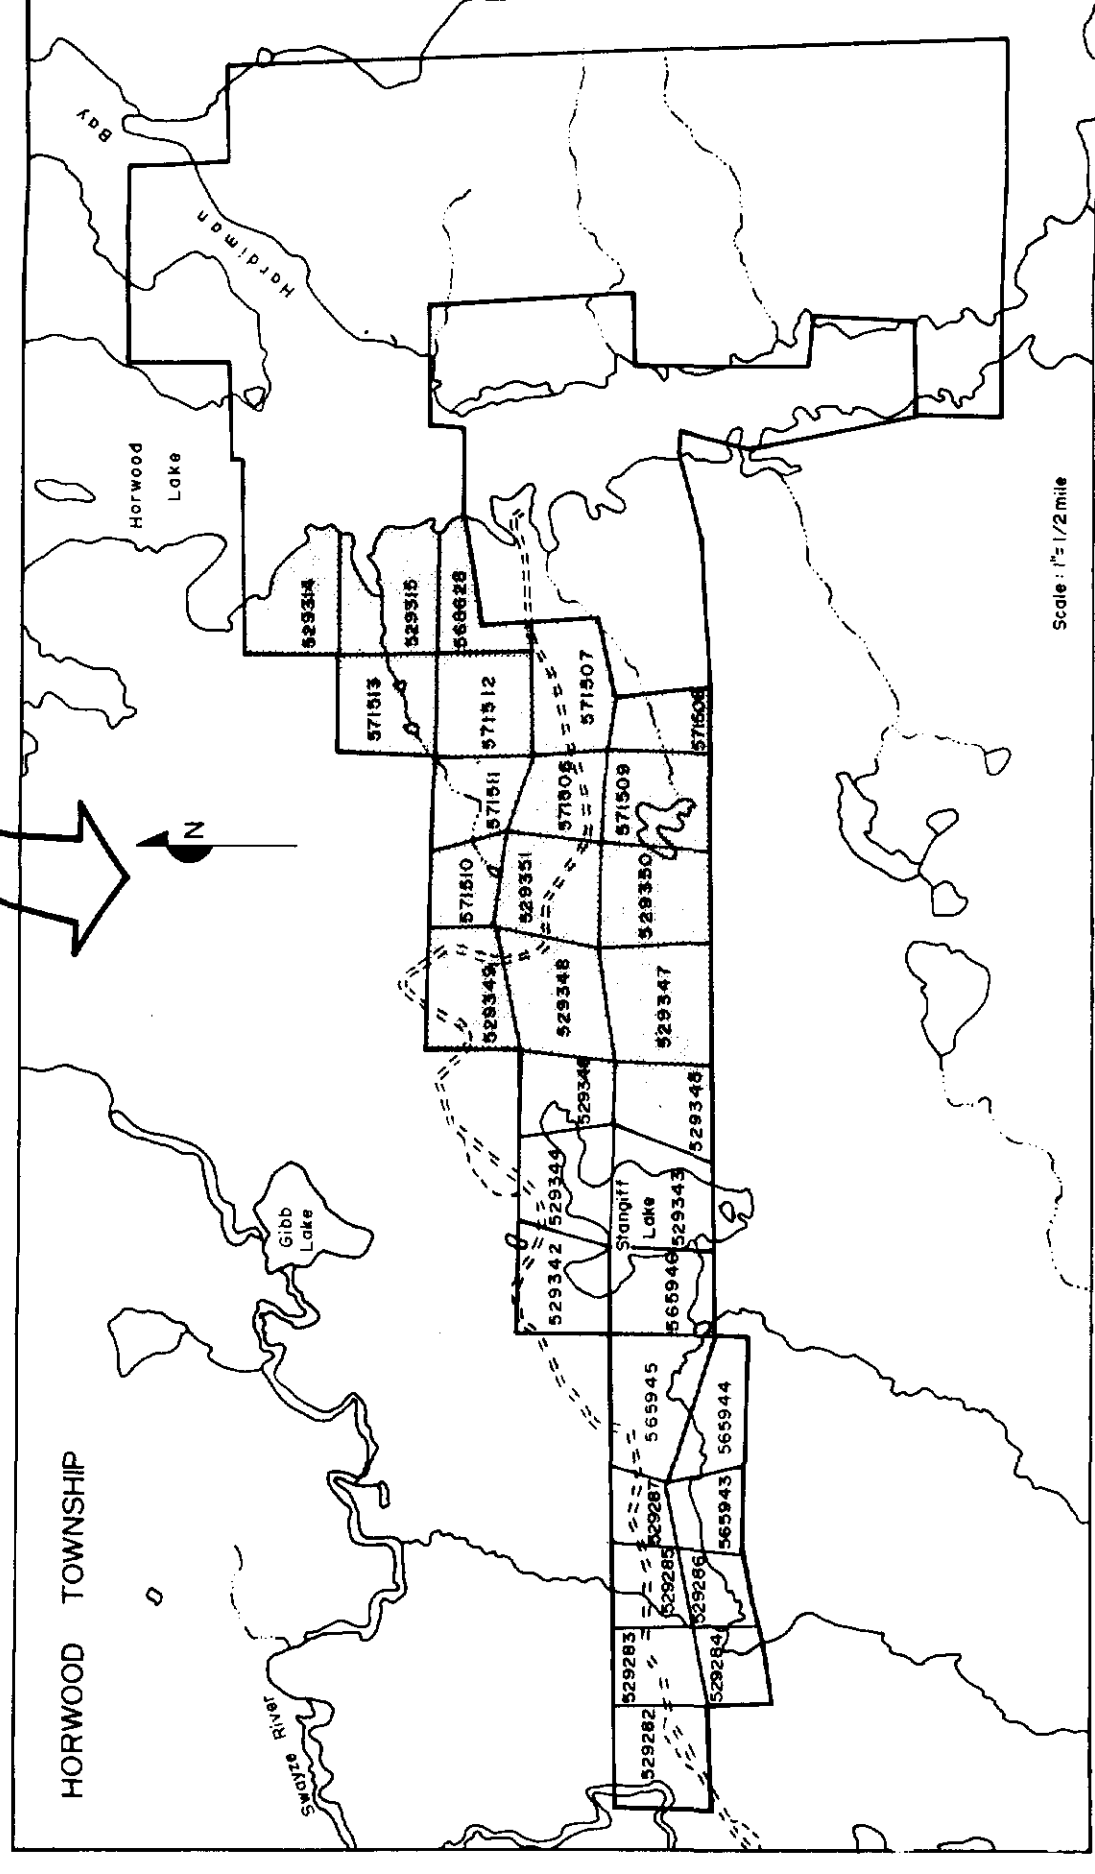 HORWOOD TOWNSHIP
Swayze River
Gibb
Lake
Stangiff
Lake
Horwood
Lake
Hardiman
Bay
N
529282
529283
529284
529285
529286
529287
565943
565944
565945
565946
529342
529343
529344
529345
529346
529347
529348
529349
529350
529351
571510
571511
571506
571509
571508
571507
571512
571513
529314
529315
568628
Scale : 1"= 1/2 mile